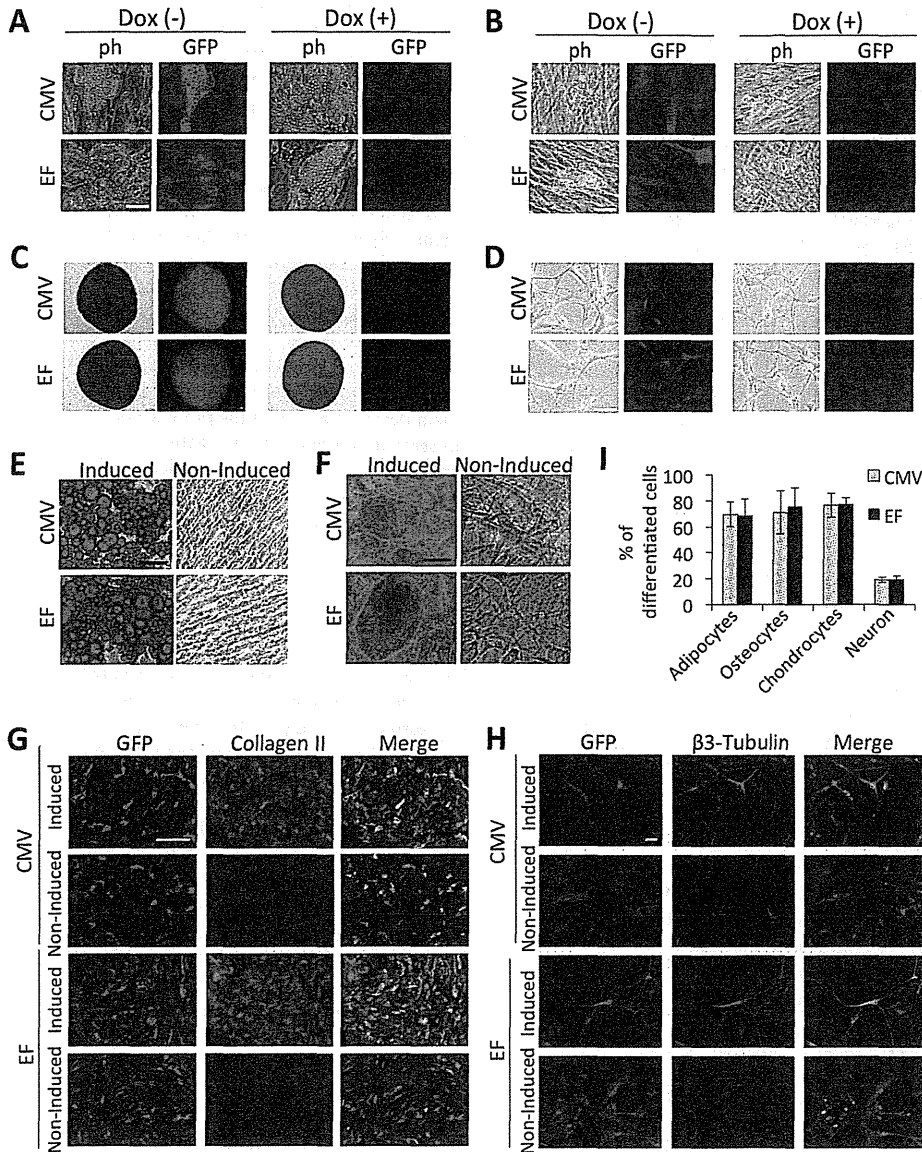 A
Dox (-) Dox (+)
ph GFP ph GFP
CMV
EF
B
Dox (-) Dox (+)
ph GFP ph GFP
CMV
EF
C
CMV
EF
D
CMV
EF
E
Induced Non-Induced
CMV
EF
F
Induced Non-Induced
CMV
EF
I
% of
differentiated cells
100
80
60
40
20
0
CMV
EF
Adipocytes
Osteocytes
Chondrocytes
Neuron
G
GFP Collagen II Merge
CMV
Induced
Non-Induced
EF
Induced
Non-Induced
H
GFP β3-Tubulin Merge
CMV
Induced
Non-Induced
EF
Induced
Non-Induced